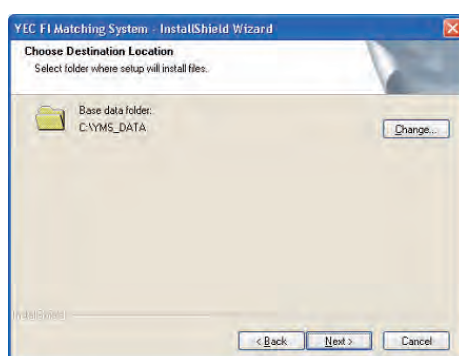 YEC FI Matching System - InstallShield Wizard
Choose Destination Location
Select folder where setup will install files.
Base data folder:
C:\YMS_DATA
Change...
InstallShield
< Back
Next >
Cancel